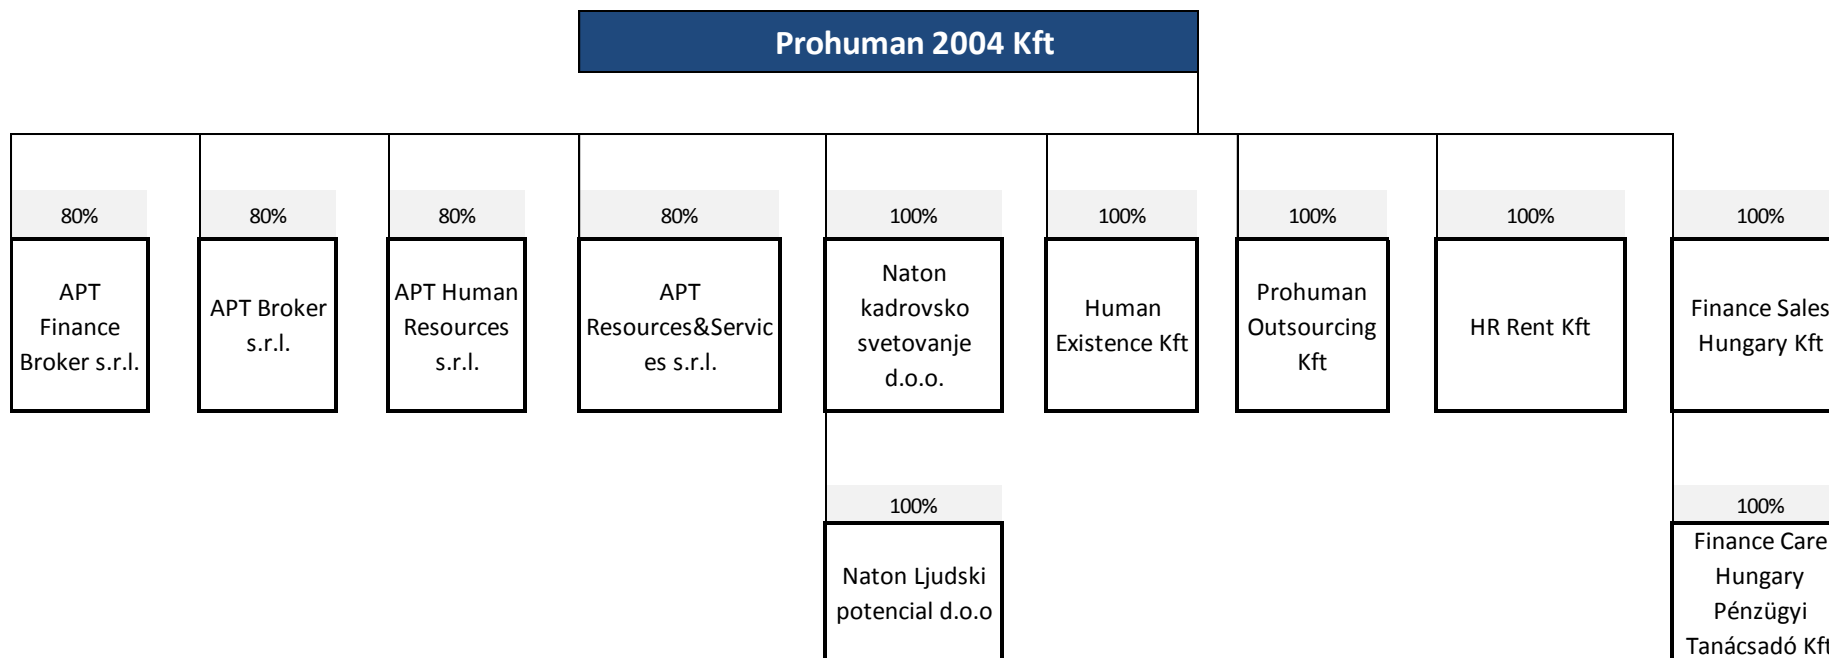 Prohuman 2004 Kft
80%
80%
80%
80%
100%
100%
100%
100%
100%
APT
Finance
Broker s.r.l.
APT Broker
s.r.l.
APT Human
Resources
s.r.l.
APT
Resources&Servic
es s.r.l.
Naton
kadrovsko
svetovanje
d.o.o.
Human
Existence Kft
Prohuman
Outsourcing
Kft
HR Rent Kft
Finance Sales
Hungary Kft
100%
100%
Naton Ljudski
potencial d.o.o
Finance Care
Hungary
Pénzügyi
Tanácsadó Kft